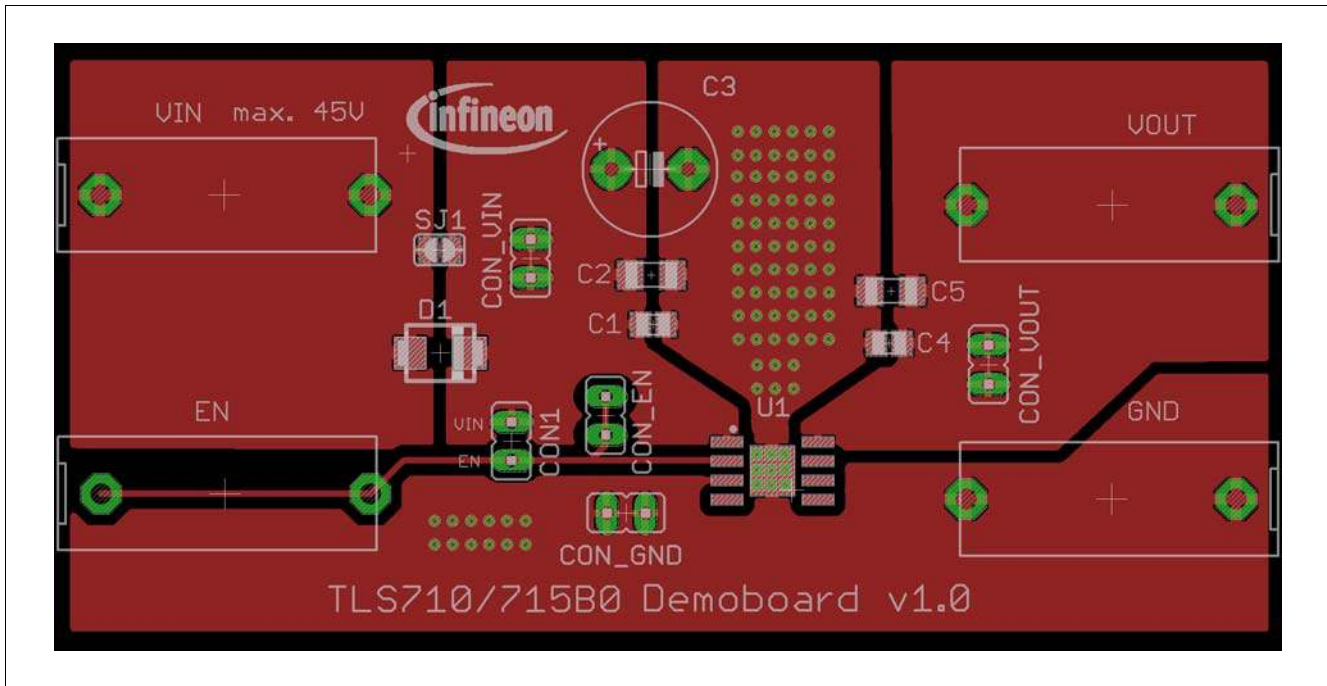 C3
VIN max. 45V
infineon
VOUT
+
SJ1
CON_VIN
C2
C5
C1
C4
D1
CON_VOUT
EN
CON_EN
U1
GND
VIN
EN
CON1
CON_GND
TLS710/715B0 Demoboard v1.0